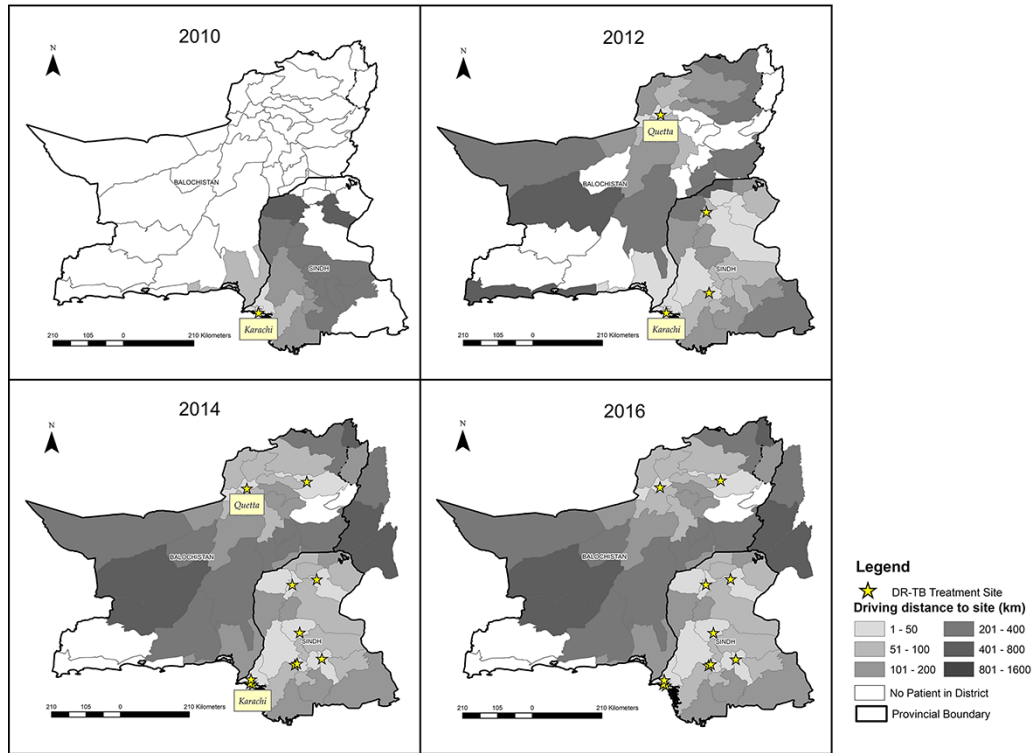 2010
N
BALOCHISTAN
SINDH
Karachi
210 105 0 210 Kilometers
2012
N
Quetta
BALOCHISTAN
SINDH
Karachi
210 105 0 210 Kilometers
2014
N
Quetta
BALOCHISTAN
SINDH
Karachi
210 105 0 210 Kilometers
2016
N
BALOCHISTAN
SINDH
210 105 0 210 Kilometers
Legend
DR-TB Treatment Site
Driving distance to site (km)
1 - 50 201 - 400
51 - 100 401 - 800
101 - 200 801 - 1600
No Patient in District
Provincial Boundary